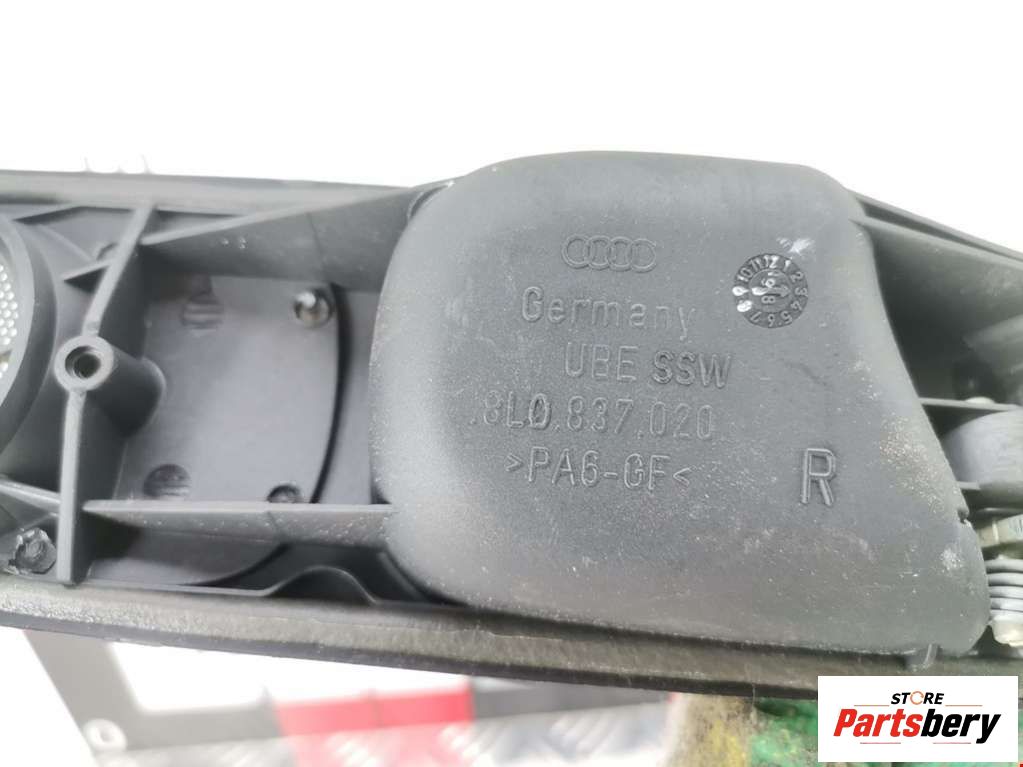 Germany
UBE SSW
8L0.837.020
>PA6-GF<
R
STORE
Partsbery